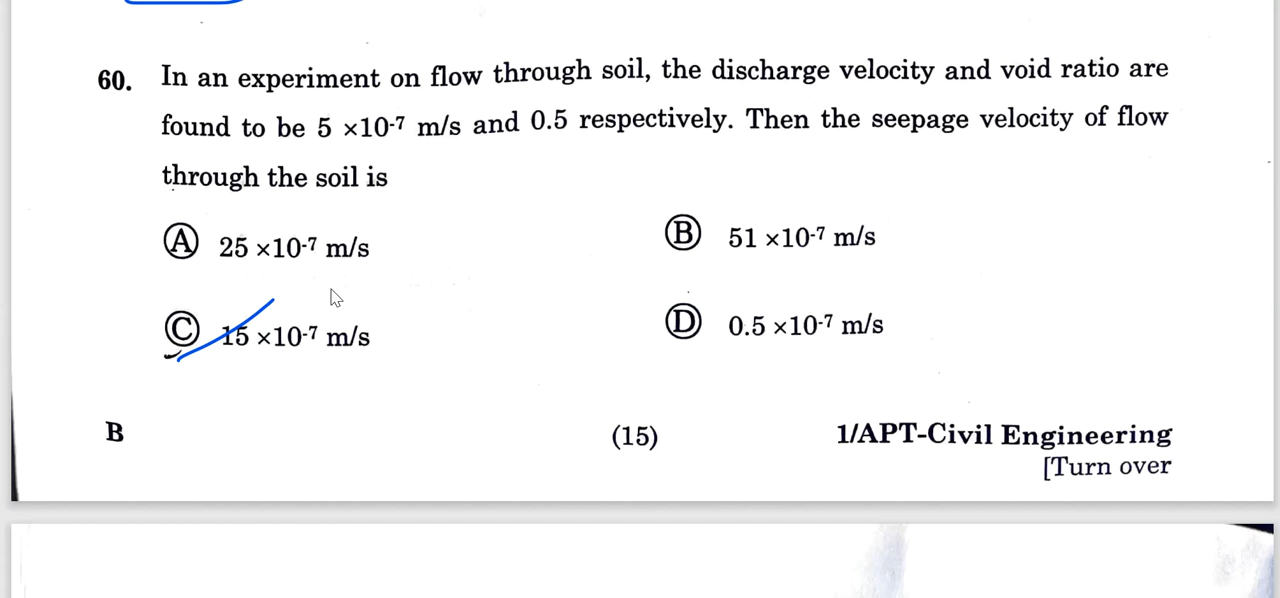 60. In an experiment on flow through soil, the discharge velocity and void ratio are
found to be 5 ×10-7 m/s and 0.5 respectively. Then the seepage velocity of flow
through the soil is
Ⓐ 25 ×10-7 m/s
Ⓑ 51 ×10-7 m/s
Ⓒ 15 ×10-7 m/s
Ⓓ 0.5 ×10-7 m/s
B
(15)
1/APT-Civil Engineering
[Turn over